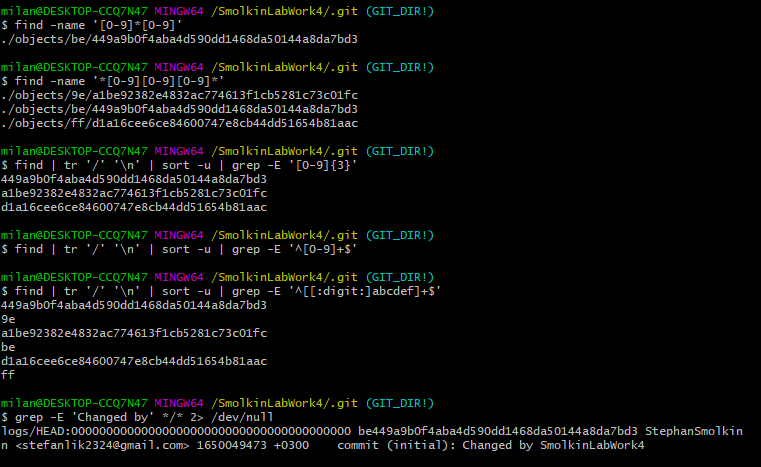 milan@DESKTOP-CCQ7N47 MINGW64 /SmolkinLabWork4/.git (GIT_DIR!)
$ find -name '[0-9]*[0-9]'
./objects/be/449a9b0f4aba4d590dd1468da50144a8da7bd3
milan@DESKTOP-CCQ7N47 MINGW64 /SmolkinLabWork4/.git (GIT_DIR!)
$ find -name '*[0-9][0-9][0-9]*'
./objects/9e/a1be92382e4832ac774613f1cb5281c73c01fc
./objects/be/449a9b0f4aba4d590dd1468da50144a8da7bd3
./objects/ff/d1a16cee6ce84600747e8cb44dd51654b81aac
milan@DESKTOP-CCQ7N47 MINGW64 /SmolkinLabWork4/.git (GIT_DIR!)
$ find | tr '/' '\n' | sort -u | grep -E '[0-9]{3}'
449a9b0f4aba4d590dd1468da50144a8da7bd3
a1be92382e4832ac774613f1cb5281c73c01fc
d1a16cee6ce84600747e8cb44dd51654b81aac
milan@DESKTOP-CCQ7N47 MINGW64 /SmolkinLabWork4/.git (GIT_DIR!)
$ find | tr '/' '\n' | sort -u | grep -E '^[0-9]+$'
milan@DESKTOP-CCQ7N47 MINGW64 /SmolkinLabWork4/.git (GIT_DIR!)
$ find | tr '/' '\n' | sort -u | grep -E '^[[:digit:]abcdef]+$'
449a9b0f4aba4d590dd1468da50144a8da7bd3
9e
a1be92382e4832ac774613f1cb5281c73c01fc
be
d1a16cee6ce84600747e8cb44dd51654b81aac
ff
milan@DESKTOP-CCQ7N47 MINGW64 /SmolkinLabWork4/.git (GIT_DIR!)
$ grep -E 'Changed by' */* 2> /dev/null
logs/HEAD:0000000000000000000000000000000000000000 be449a9b0f4aba4d590dd1468da50144a8da7bd3 StephanSmolki
n <stefanlik2324@gmail.com> 1650049473 +0300    commit (initial): Changed by SmolkinLabWork4